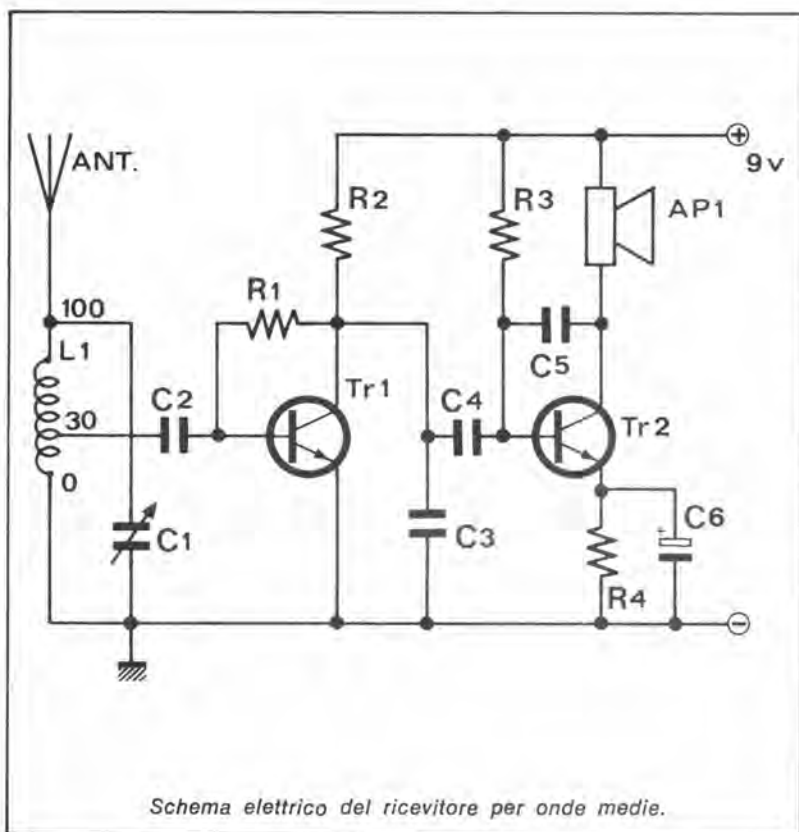 ANT.
100
L1
30
0
C1
C2
R1
R2
Tr1
C3
C4
R3
C5
Tr2
R4
C6
+
AP1
+
9v
−
Schema elettrico del ricevitore per onde medie.